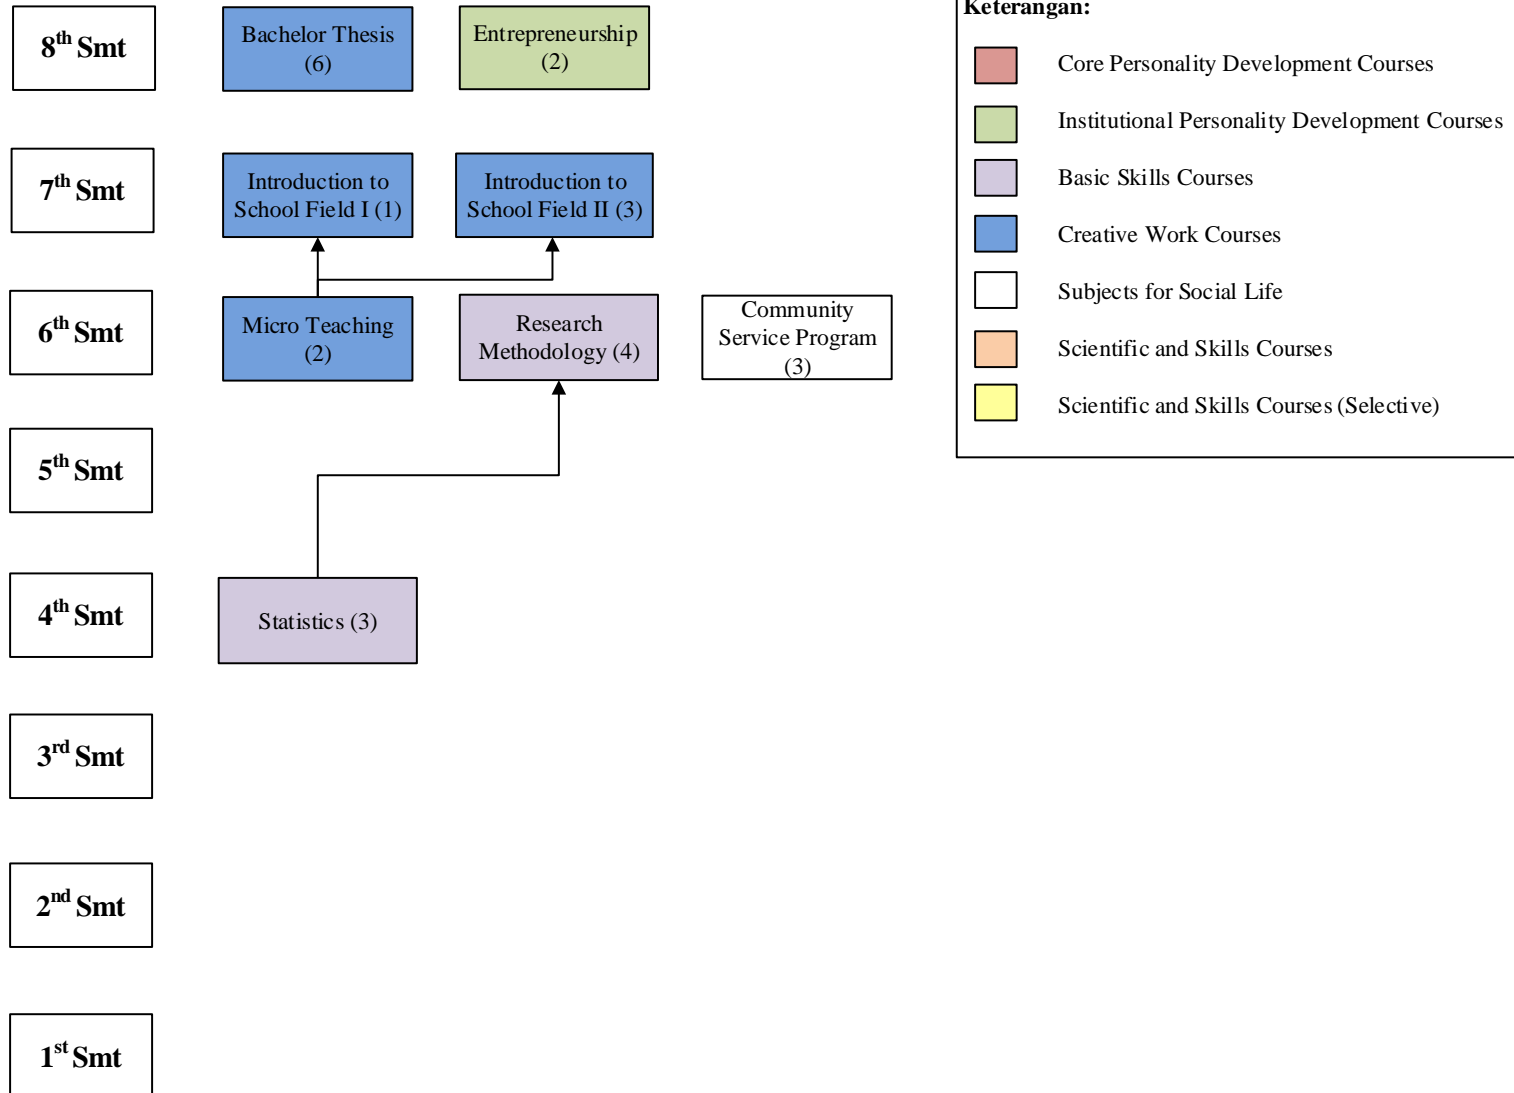 8th Smt
Bachelor Thesis
(6)
Entrepreneurship
(2)
7th Smt
Introduction to
School Field I (1)
Introduction to
School Field II (3)
6th Smt
Micro Teaching
(2)
Research
Methodology (4)
Community
Service Program
(3)
5th Smt
4th Smt
Statistics (3)
3rd Smt
2nd Smt
1st Smt
Keterangan:
Core Personality Development Courses
Institutional Personality Development Courses
Basic Skills Courses
Creative Work Courses
Subjects for Social Life
Scientific and Skills Courses
Scientific and Skills Courses (Selective)